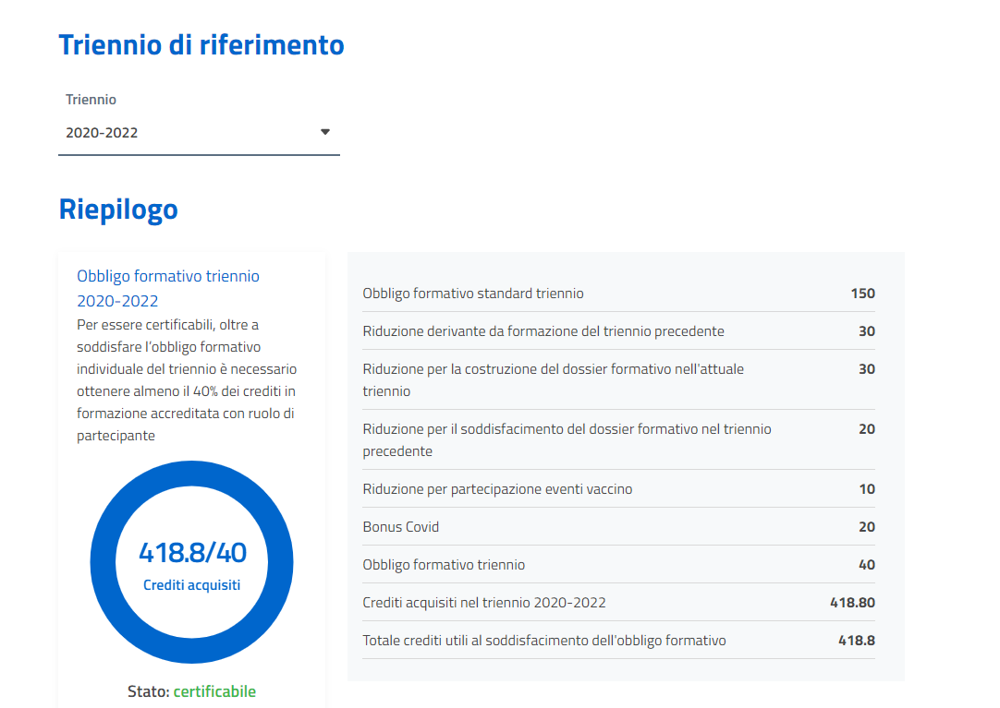 Triennio di riferimento
Triennio
2020-2022
Riepilogo
Obbligo formativo triennio
2020-2022
Per essere certificabili, oltre a
soddisfare l'obbligo formativo
individuale del triennio è necessario
ottenere almeno il 40% dei crediti in
formazione accreditata con ruolo di
partecipante
418.8/40
Crediti acquisiti
Stato: certificabile
Obbligo formativo standard triennio 150
Riduzione derivante da formazione del triennio precedente 30
Riduzione per la costruzione del dossier formativo nell'attuale 30
triennio
Riduzione per il soddisfacimento del dossier formativo nel triennio 20
precedente
Riduzione per partecipazione eventi vaccino 10
Bonus Covid 20
Obbligo formativo triennio 40
Crediti acquisiti nel triennio 2020-2022 418.80
Totale crediti utili al soddisfacimento dell'obbligo formativo 418.8